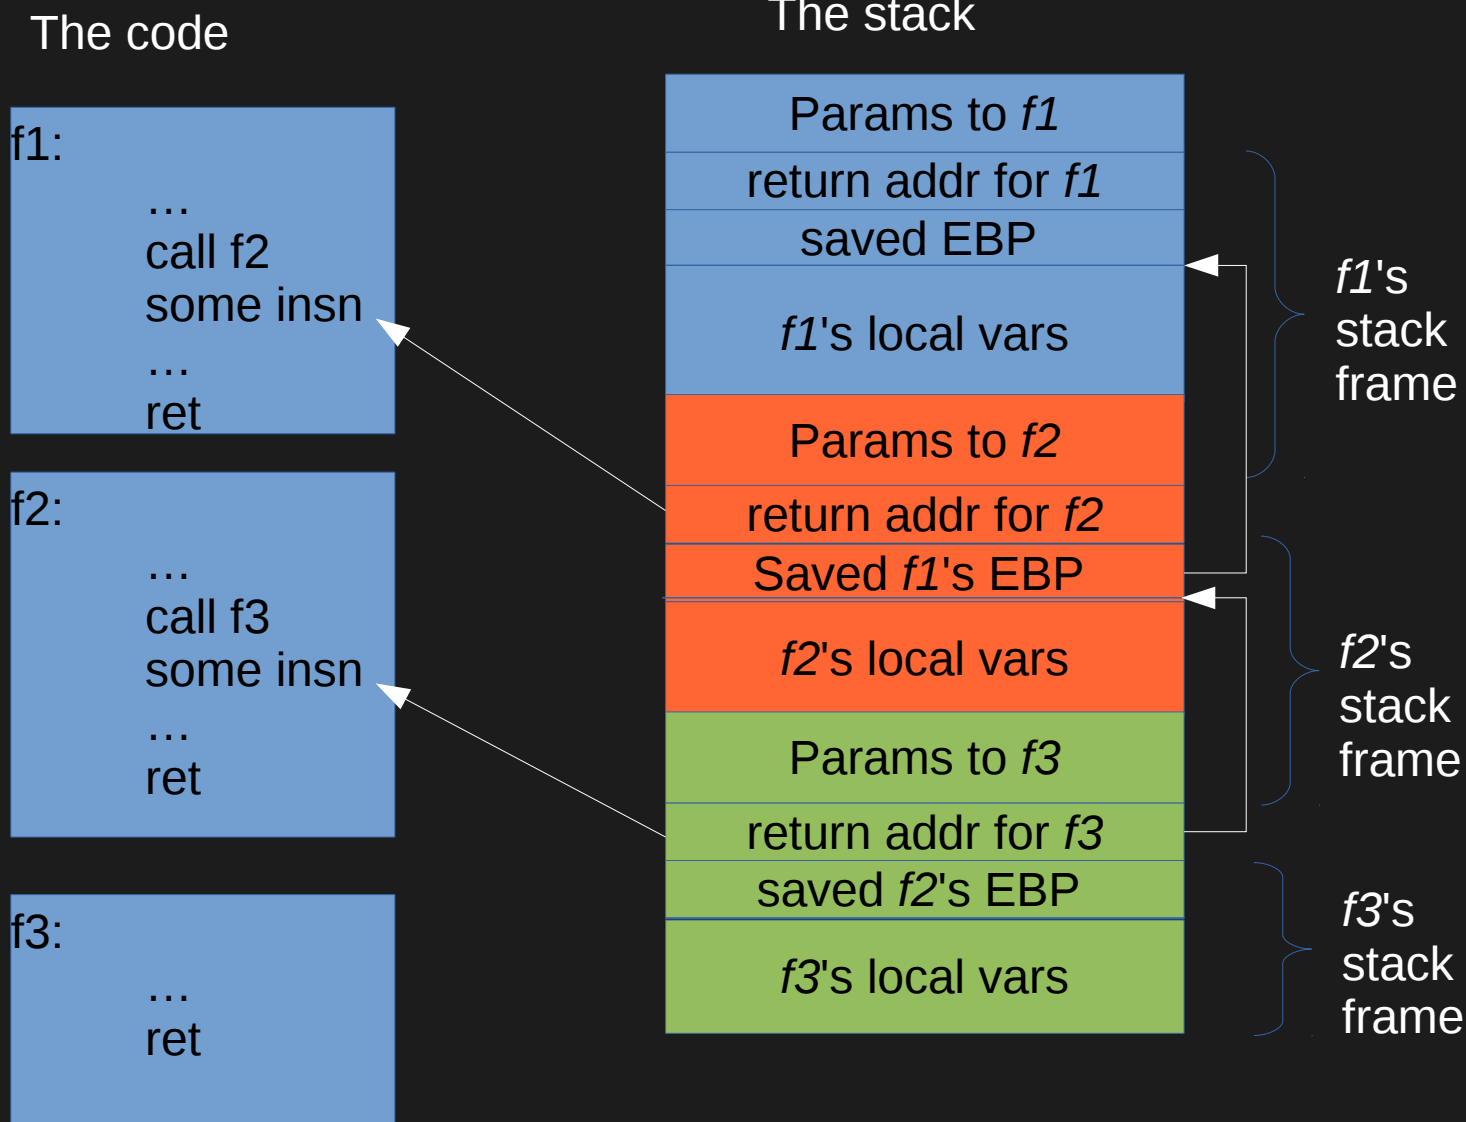 The code
f1:
…
call f2
some insn
…
ret
f2:
…
call f3
some insn
…
ret
f3:
…
ret
The stack
Params to f1
return addr for f1
saved EBP
f1's local vars
Params to f2
return addr for f2
Saved f1's EBP
f2's local vars
Params to f3
return addr for f3
saved f2's EBP
f3's local vars
f1's
stack
frame
f2's
stack
frame
f3's
stack
frame